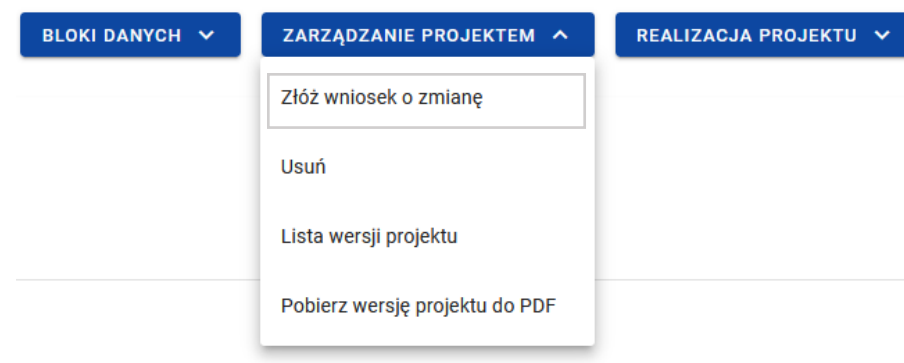 BLOKI DANYCH
ZARZĄDZANIE PROJEKTEM
REALIZACJA PROJEKTU
Złóż wniosek o zmianę
Usuń
Lista wersji projektu
Pobierz wersję projektu do PDF